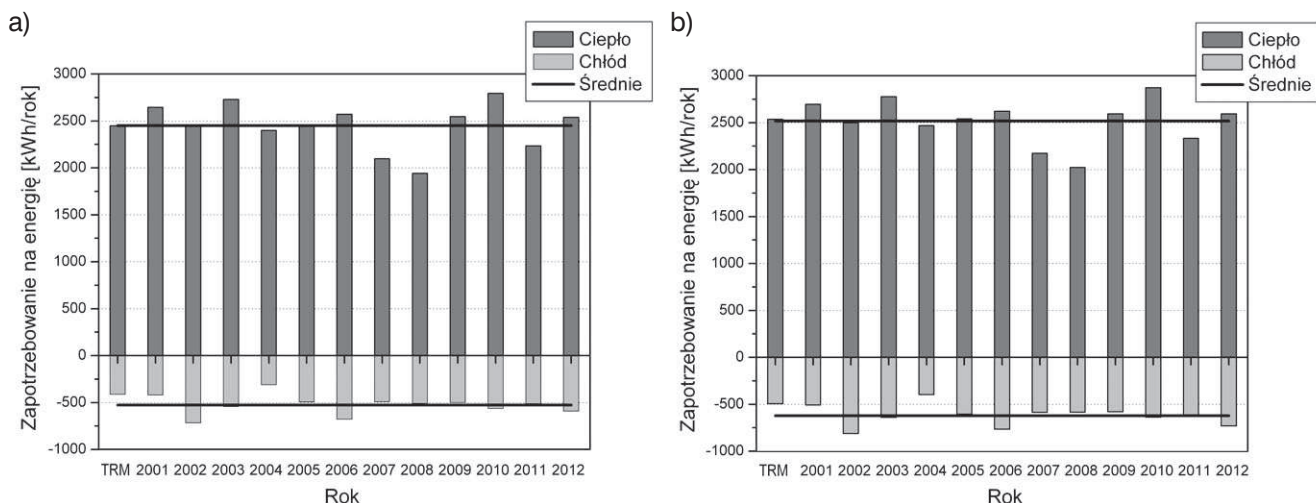 a)
Ciepło
Chłód
Średnie
Zapotrzebowanie na energię [kWh/rok]
3000
2500
2000
1500
1000
500
0
-500
-1000
TRM 2001 2002 2003 2004 2005 2006 2007 2008 2009 2010 2011 2012
Rok
b)
Ciepło
Chłód
Średnie
Zapotrzebowanie na energię [kWh/rok]
3000
2500
2000
1500
1000
500
0
-500
-1000
TRM 2001 2002 2003 2004 2005 2006 2007 2008 2009 2010 2011 2012
Rok